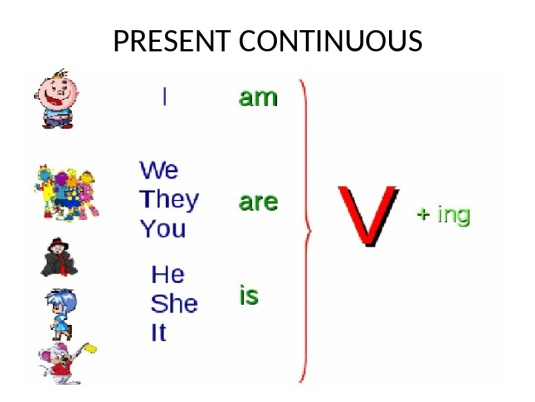 PRESENT CONTINUOUS
I am
We
They are
You
He
She is
It
V + ing